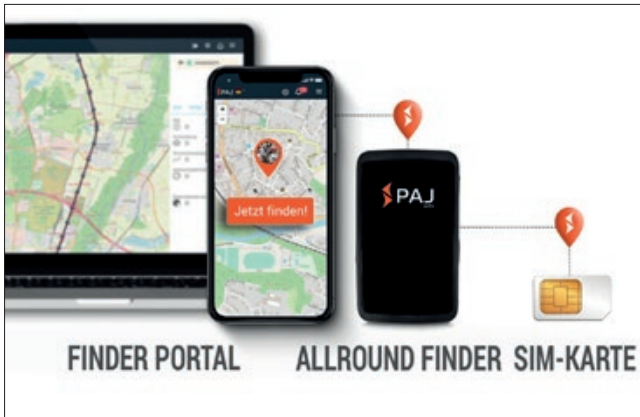 PAJ
Jetzt finden!
PAJ
FINDER PORTAL
ALLROUND FINDER
SIM-KARTE